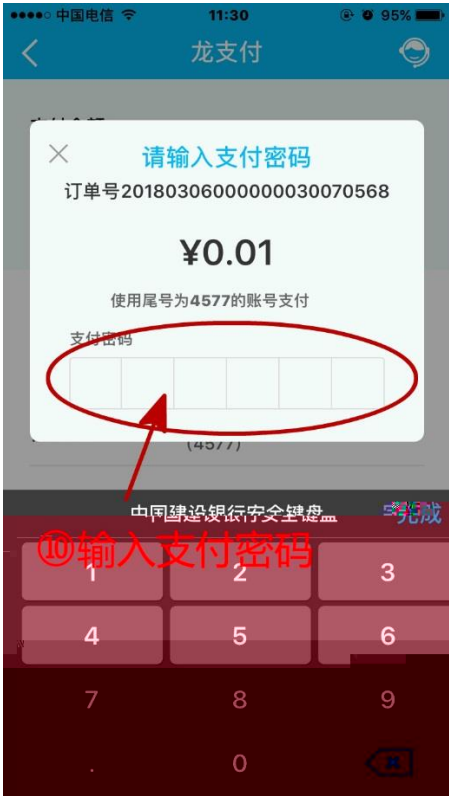 中国电信 11:30 95%
龙支付
请输入支付密码
订单号20180306000000030070568
¥0.01
使用尾号为4577的账号支付
支付密码
(4577)
中国建设银行安全键盘 完成
⑩输入支付密码
1 2 3
4 5 6
7 8 9
. 0